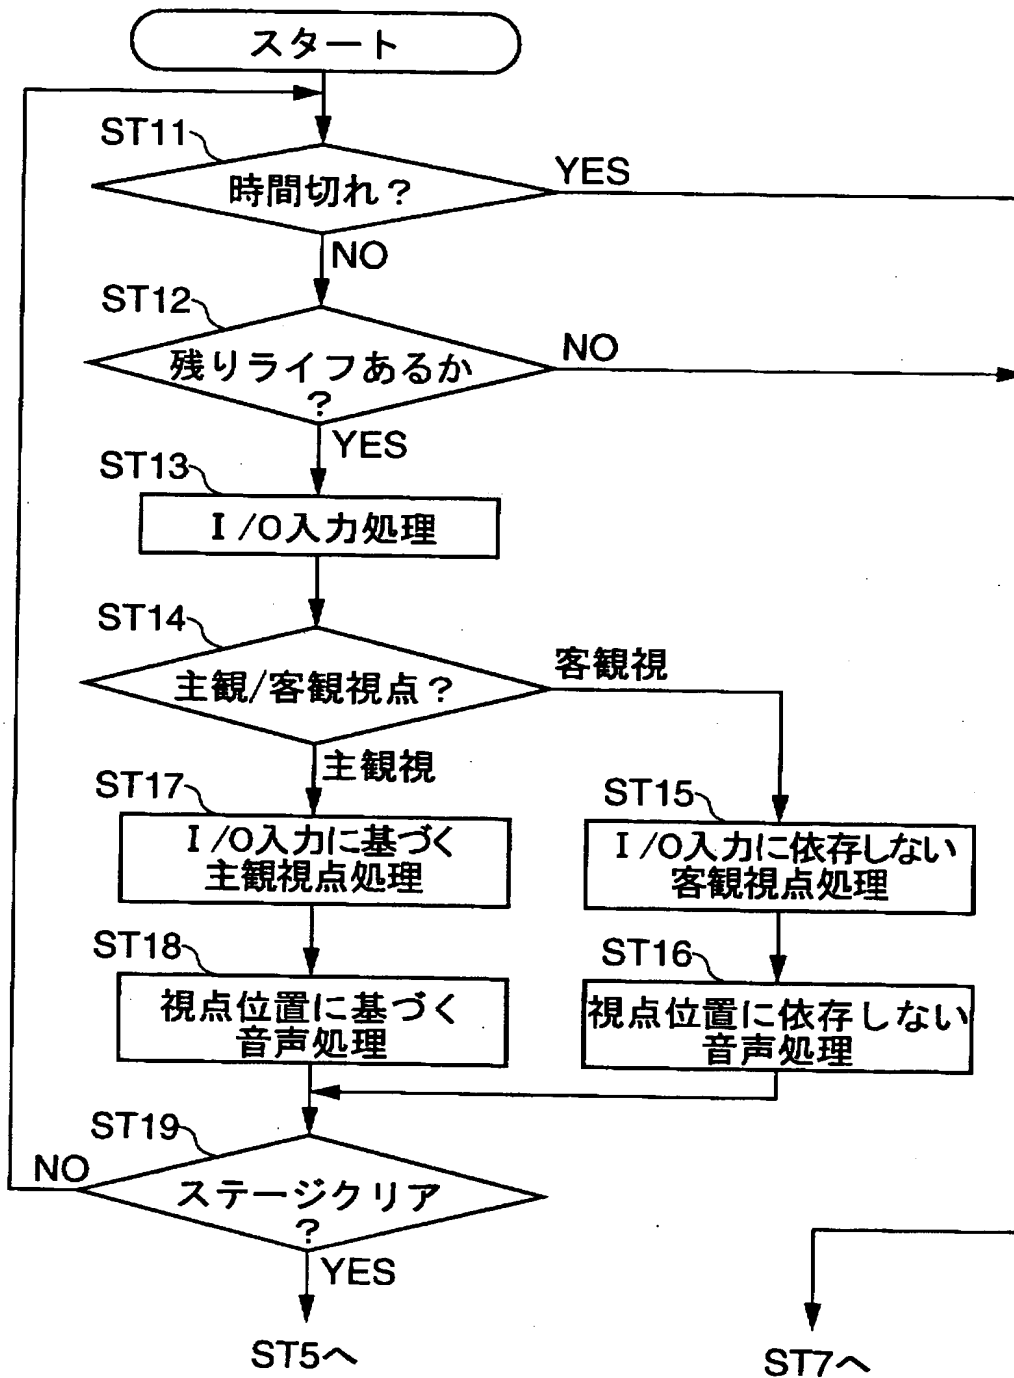 スタート
ST11
時間切れ？
YES
NO
ST12
残りライフあるか
？
NO
YES
ST13
I/O入力処理
ST14
主観/客観視点？
客観視
主観視
ST17
I/O入力に基づく
主観視点処理
ST15
I/O入力に依存しない
客観視点処理
ST18
視点位置に基づく
音声処理
ST16
視点位置に依存しない
音声処理
ST19
NO
ステージクリア
？
YES
ST5へ
ST7へ